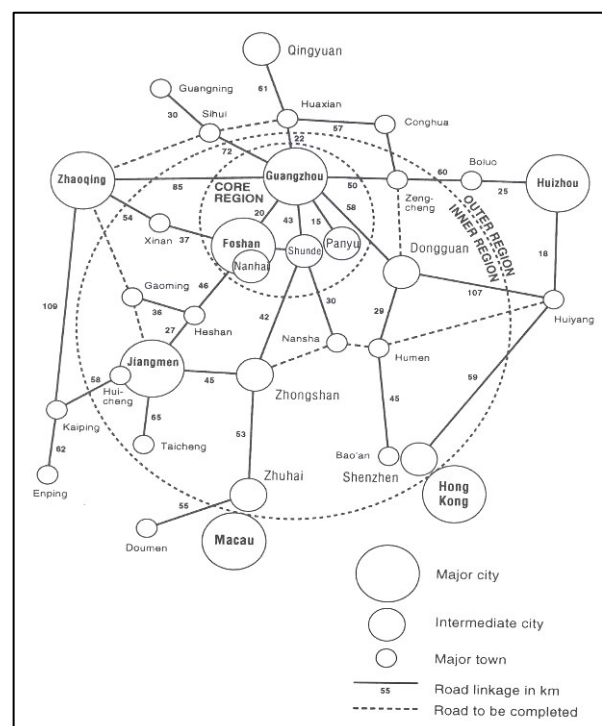 Qingyuan
61
Guangning
Huaxian
30
Sihui
57
Conghua
22
72
Zhaoqing
85
CORE
REGION
Guangzhou
50
Zeng-
cheng
60
Boluo
25
Huizhou
OUTER REGION
INNER REGION
54
Xinan
37
20
43
15
58
Foshan
Nanhai
Shunde
Panyu
Dongguan
18
109
Gaoming
46
36
Heshan
27
42
30
29
107
Huiyang
Nansha
Humen
Jiangmen
58
Hui-
cheng
45
Zhongshan
45
59
Kaiping
65
Taicheng
62
Enping
53
Bao'an
Shenzhen
Zhuhai
Hong
Kong
55
Doumen
Macau
Major city
Intermediate city
Major town
55
Road linkage in km
Road to be completed